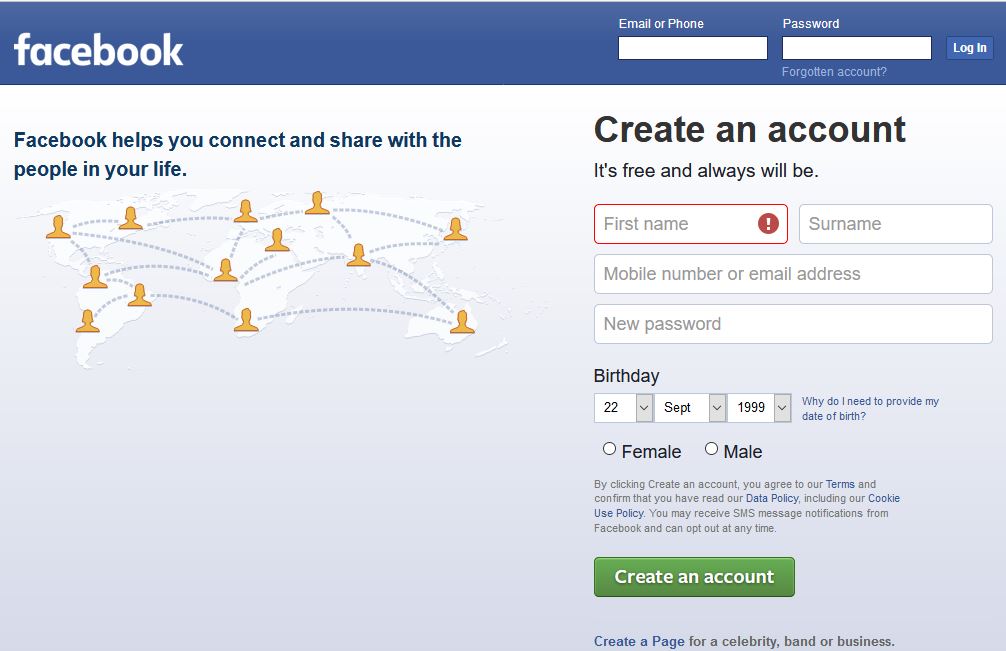 facebook
Email or Phone
Password
Log In
Forgotten account?
Facebook helps you connect and share with the
people in your life.
Create an account
It's free and always will be.
First name
Surname
Mobile number or email address
New password
Birthday
22
Sept
1999
Why do I need to provide my
date of birth?
Female
Male
By clicking Create an account, you agree to our Terms and
confirm that you have read our Data Policy, including our Cookie
Use Policy. You may receive SMS message notifications from
Facebook and can opt out at any time.
Create an account
Create a Page for a celebrity, band or business.